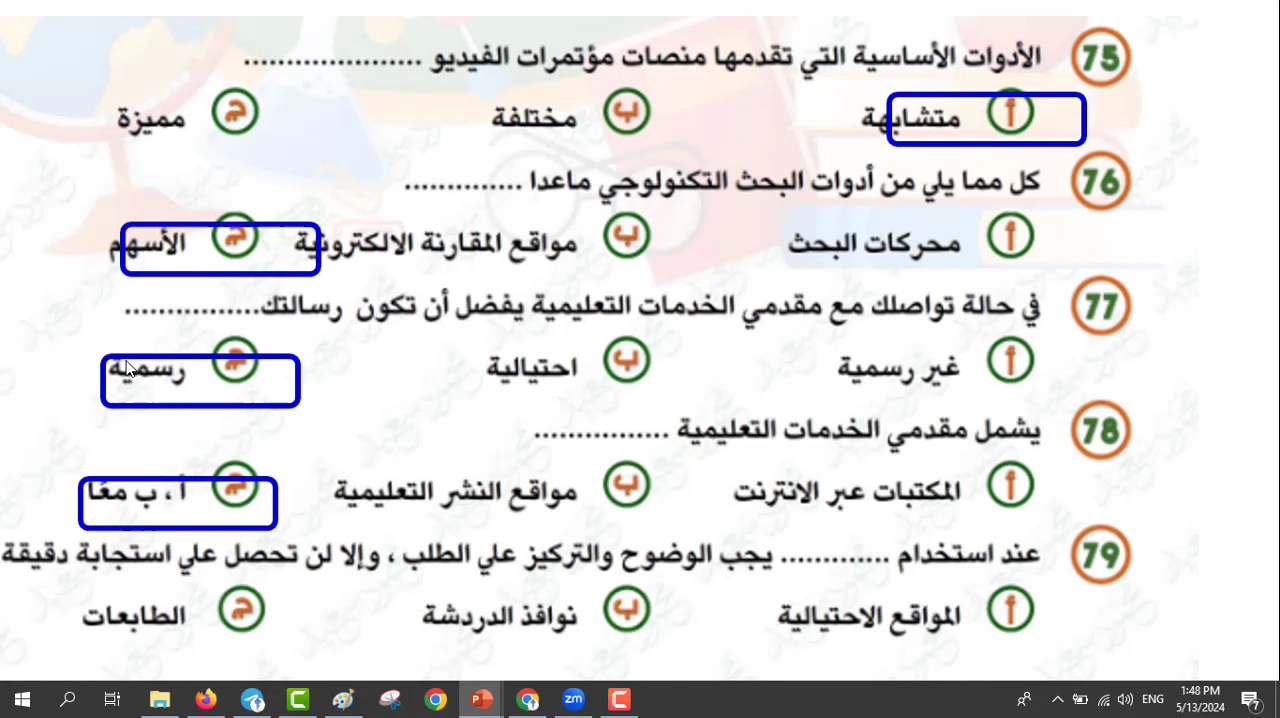 75 الأدوات الأساسية التي تقدمها منصات مؤتمرات الفيديو .....................
أ متشابهة ب مختلفة ج مميزة
76 كل مما يلي من أدوات البحث التكنولوجي ماعدا ..............
أ محركات البحث ب مواقع المقارنة الالكترونية ج الأسهم
77 في حالة تواصلك مع مقدمي الخدمات التعليمية يفضل أن تكون رسالتك................
أ غير رسمية ب احتيالية ج رسمية
78 يشمل مقدمي الخدمات التعليمية ................
أ المكتبات عبر الانترنت ب مواقع النشر التعليمية ج أ ، ب معًا
79 عند استخدام ............. يجب الوضوح والتركيز علي الطلب ، وإلا لن تحصل علي استجابة دقيقة
أ المواقع الاحتيالية ب نوافذ الدردشة ج الطابعات
ENG 1:48 PM
5/13/2024